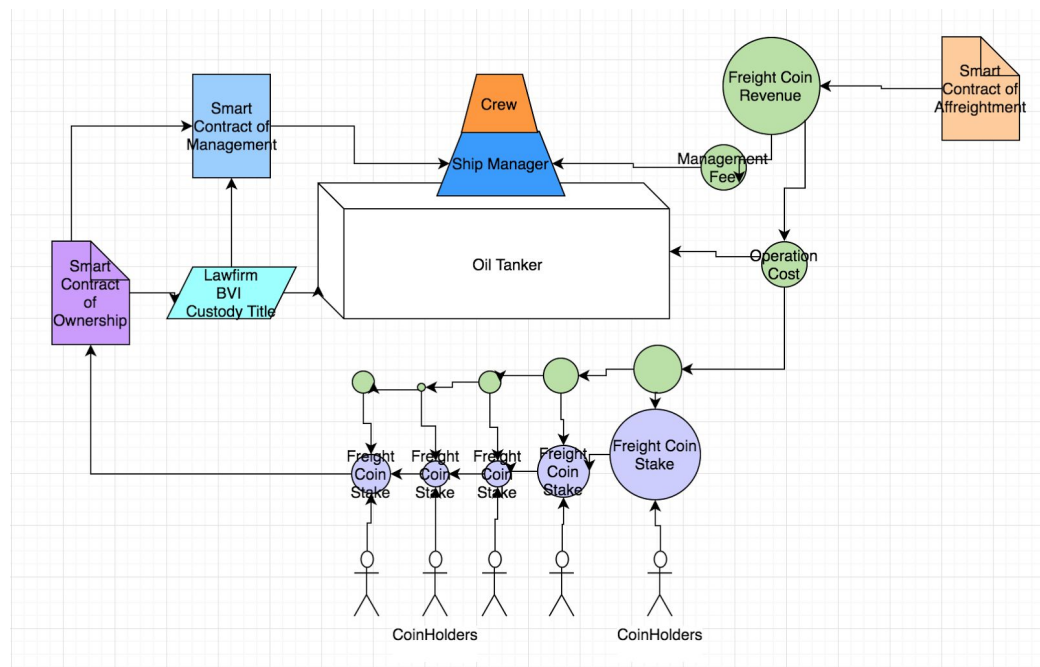 Freight Coin
Revenue
Smart
Contract of
Affreightment
Smart
Contract of
Management
Crew
Ship Manager
Management
Fee
Oil Tanker
Operation
Cost
Smart
Contract
of
Ownership
Lawfirm
BVI
Custody Title
Freight
Coin
Stake
Freight
Coin
Stake
Freight
Coin
Stake
Freight
Coin
Stake
Freight Coin
Stake
CoinHolders
CoinHolders